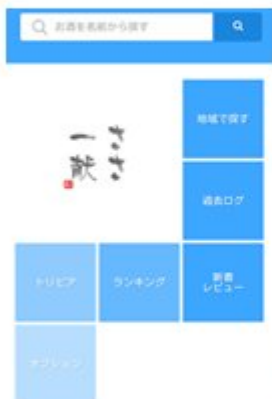 お酒を名前から探す
ささ
一献
地域で探す
過去ログ
トリビア
ランキング
新着
レビュー
オプション